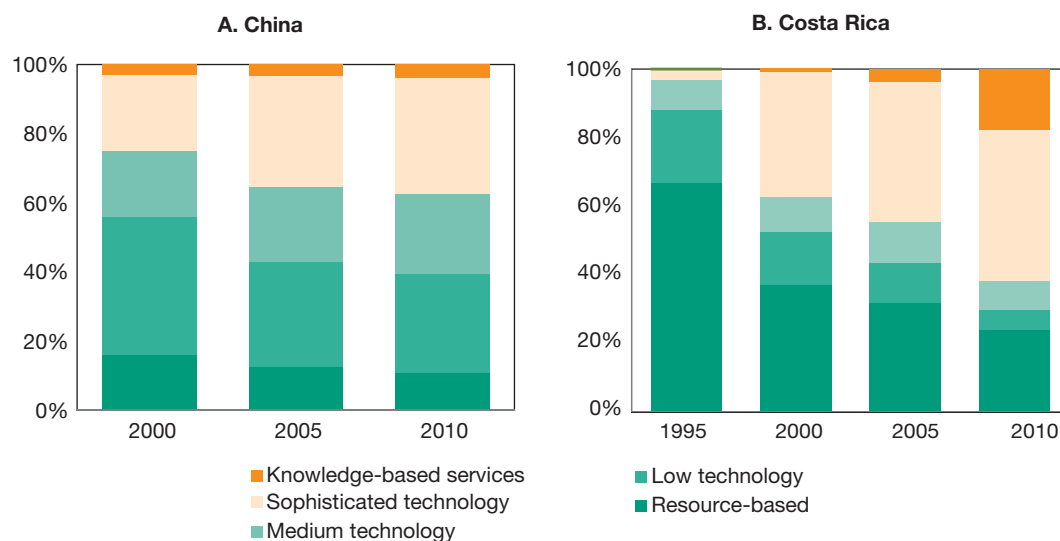 A. China
100%
80%
60%
40%
20%
0%
2000 2005 2010
B. Costa Rica
100%
80%
60%
40%
20%
0%
1995 2000 2005 2010
Knowledge-based services
Sophisticated technology
Medium technology
Low technology
Resource-based